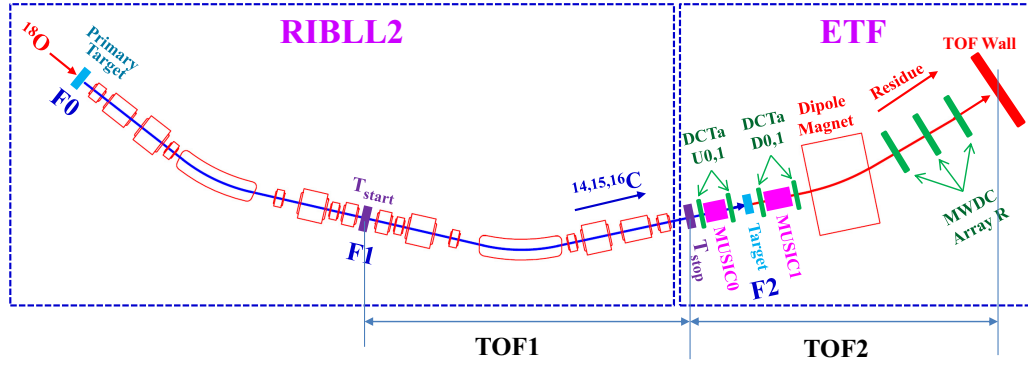 RIBLL2
ETF
18O
Primary
Target
F0
Tstart
F1
14,15,16C
DCTa
U0,1
DCTa
D0,1
Dipole
Magnet
Residue
TOF Wall
MWDC
Array R
Tstop
MUSIC0
Target
MUSIC1
F2
TOF1
TOF2